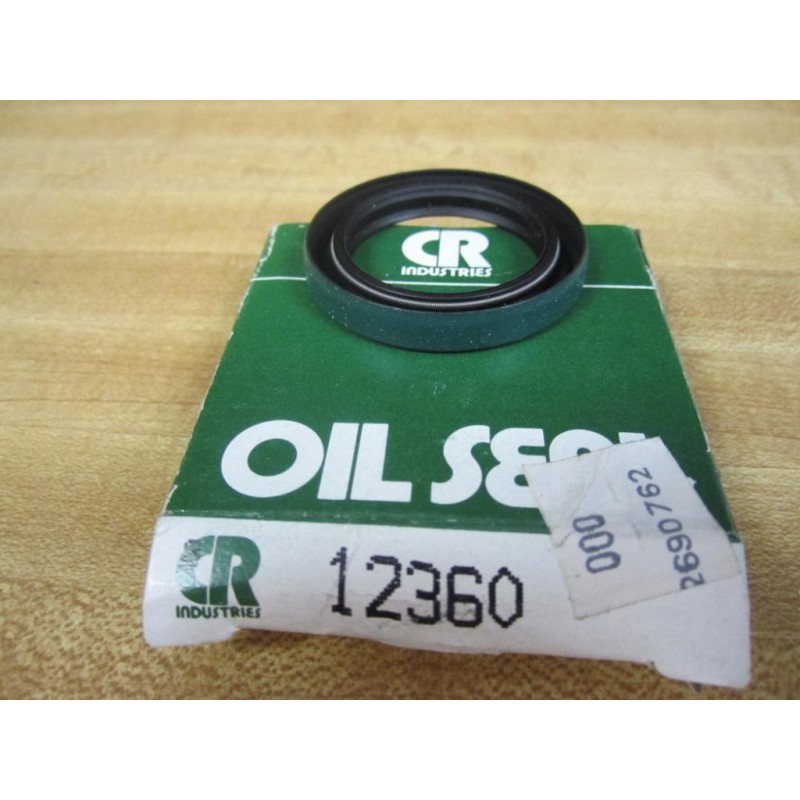 CR
INDUSTRIES
OIL SEAL
000
2690762
CR
INDUSTRIES
12360